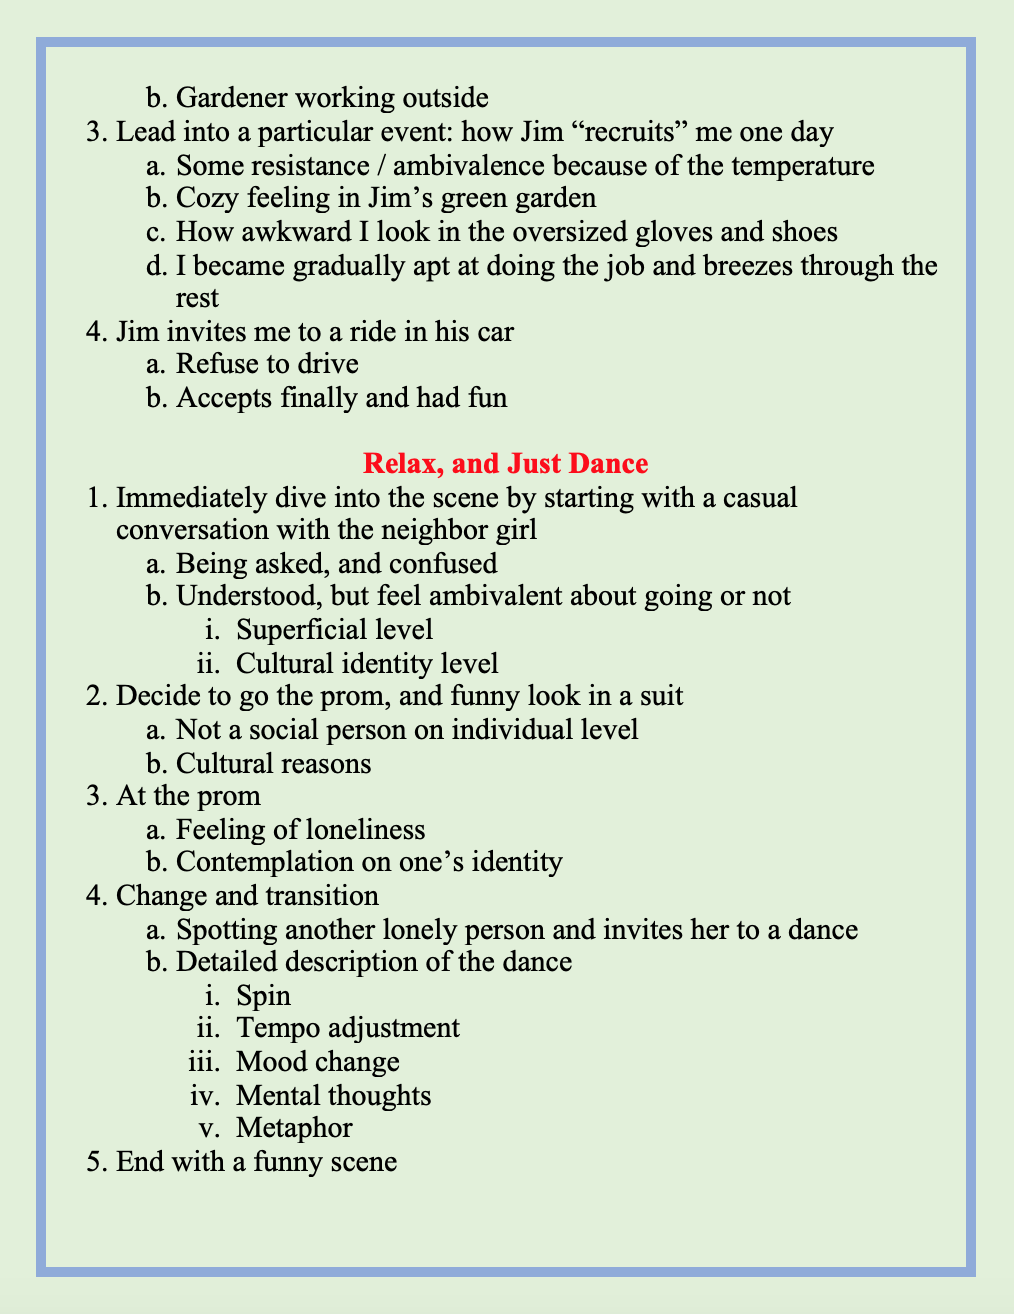 b. Gardener working outside
3. Lead into a particular event: how Jim “recruits” me one day
a. Some resistance / ambivalence because of the temperature
b. Cozy feeling in Jim’s green garden
c. How awkward I look in the oversized gloves and shoes
d. I became gradually apt at doing the job and breezes through the
rest
4. Jim invites me to a ride in his car
a. Refuse to drive
b. Accepts finally and had fun
Relax, and Just Dance
1. Immediately dive into the scene by starting with a casual
conversation with the neighbor girl
a. Being asked, and confused
b. Understood, but feel ambivalent about going or not
i. Superficial level
ii. Cultural identity level
2. Decide to go the prom, and funny look in a suit
a. Not a social person on individual level
b. Cultural reasons
3. At the prom
a. Feeling of loneliness
b. Contemplation on one’s identity
4. Change and transition
a. Spotting another lonely person and invites her to a dance
b. Detailed description of the dance
i. Spin
ii. Tempo adjustment
iii. Mood change
iv. Mental thoughts
v. Metaphor
5. End with a funny scene